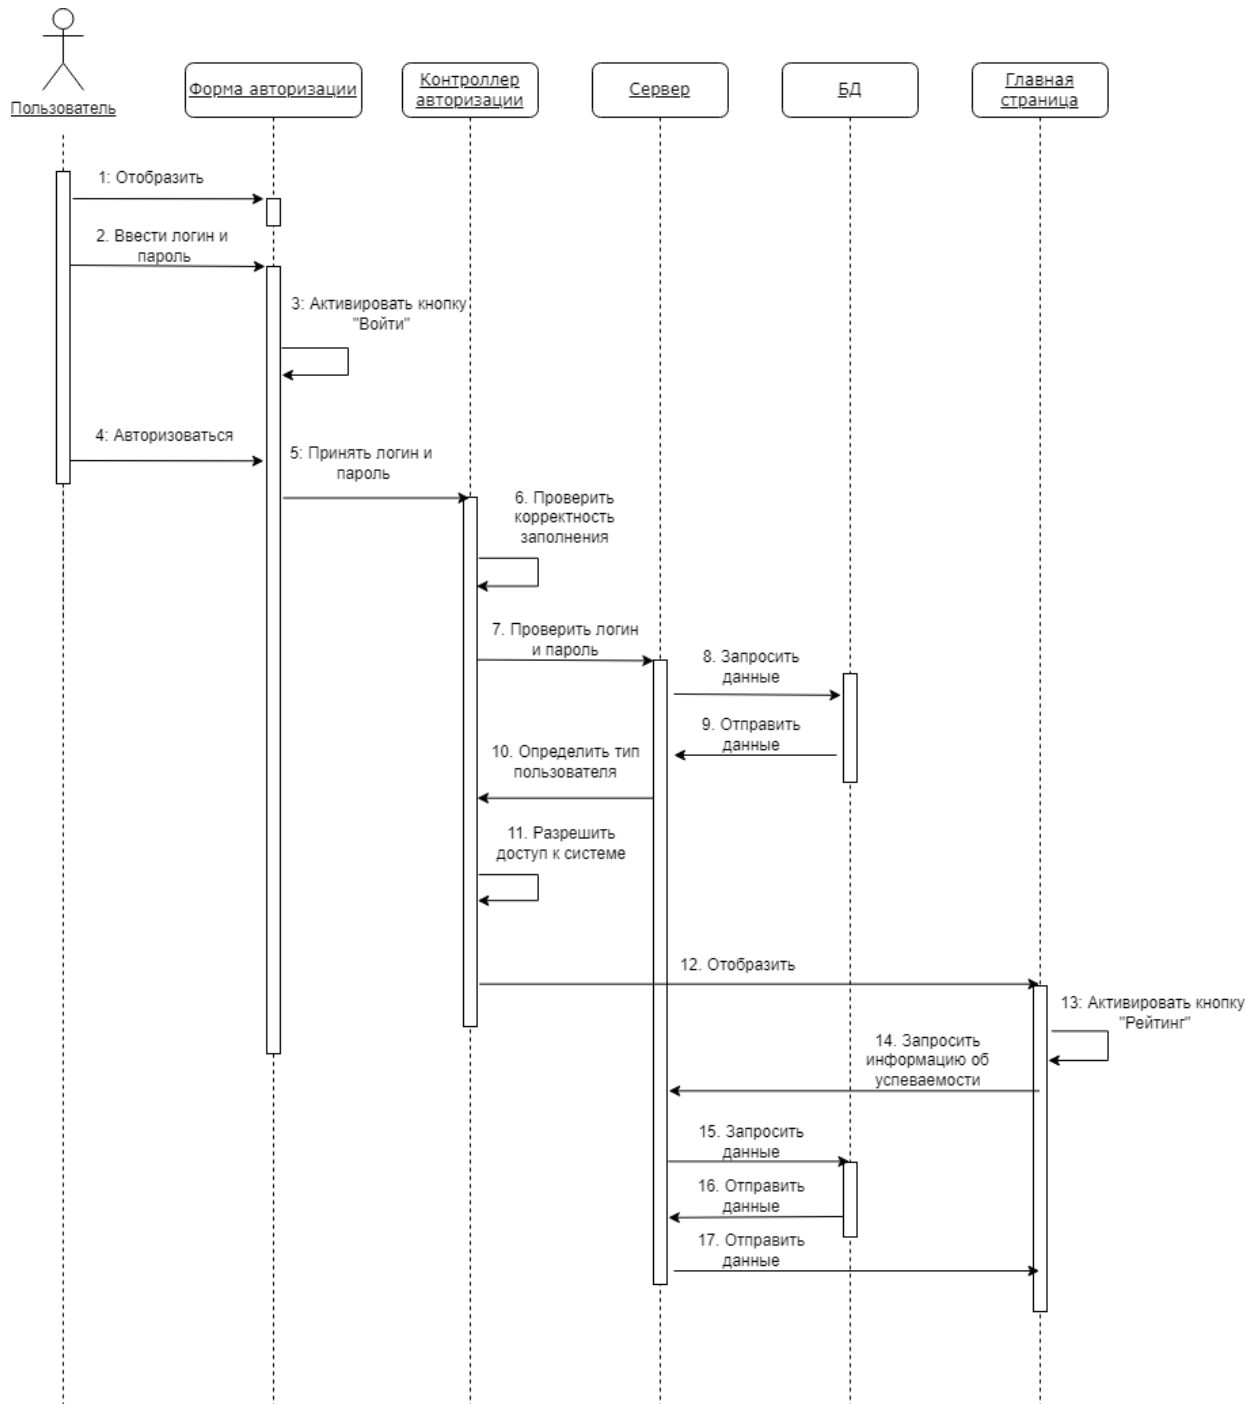 Пользователь
Форма авторизации
Контроллер
авторизации
Сервер
БД
Главная
страница
1: Отобразить
2. Ввести логин и
пароль
3: Активировать кнопку
"Войти"
4: Авторизоваться
5: Принять логин и
пароль
6. Проверить
корректность
заполнения
7. Проверить логин
и пароль
8. Запросить
данные
9. Отправить
данные
10. Определить тип
пользователя
11. Разрешить
доступ к системе
12. Отобразить
13: Активировать кнопку
"Рейтинг"
14. Запросить
информацию об
успеваемости
15. Запросить
данные
16. Отправить
данные
17. Отправить
данные